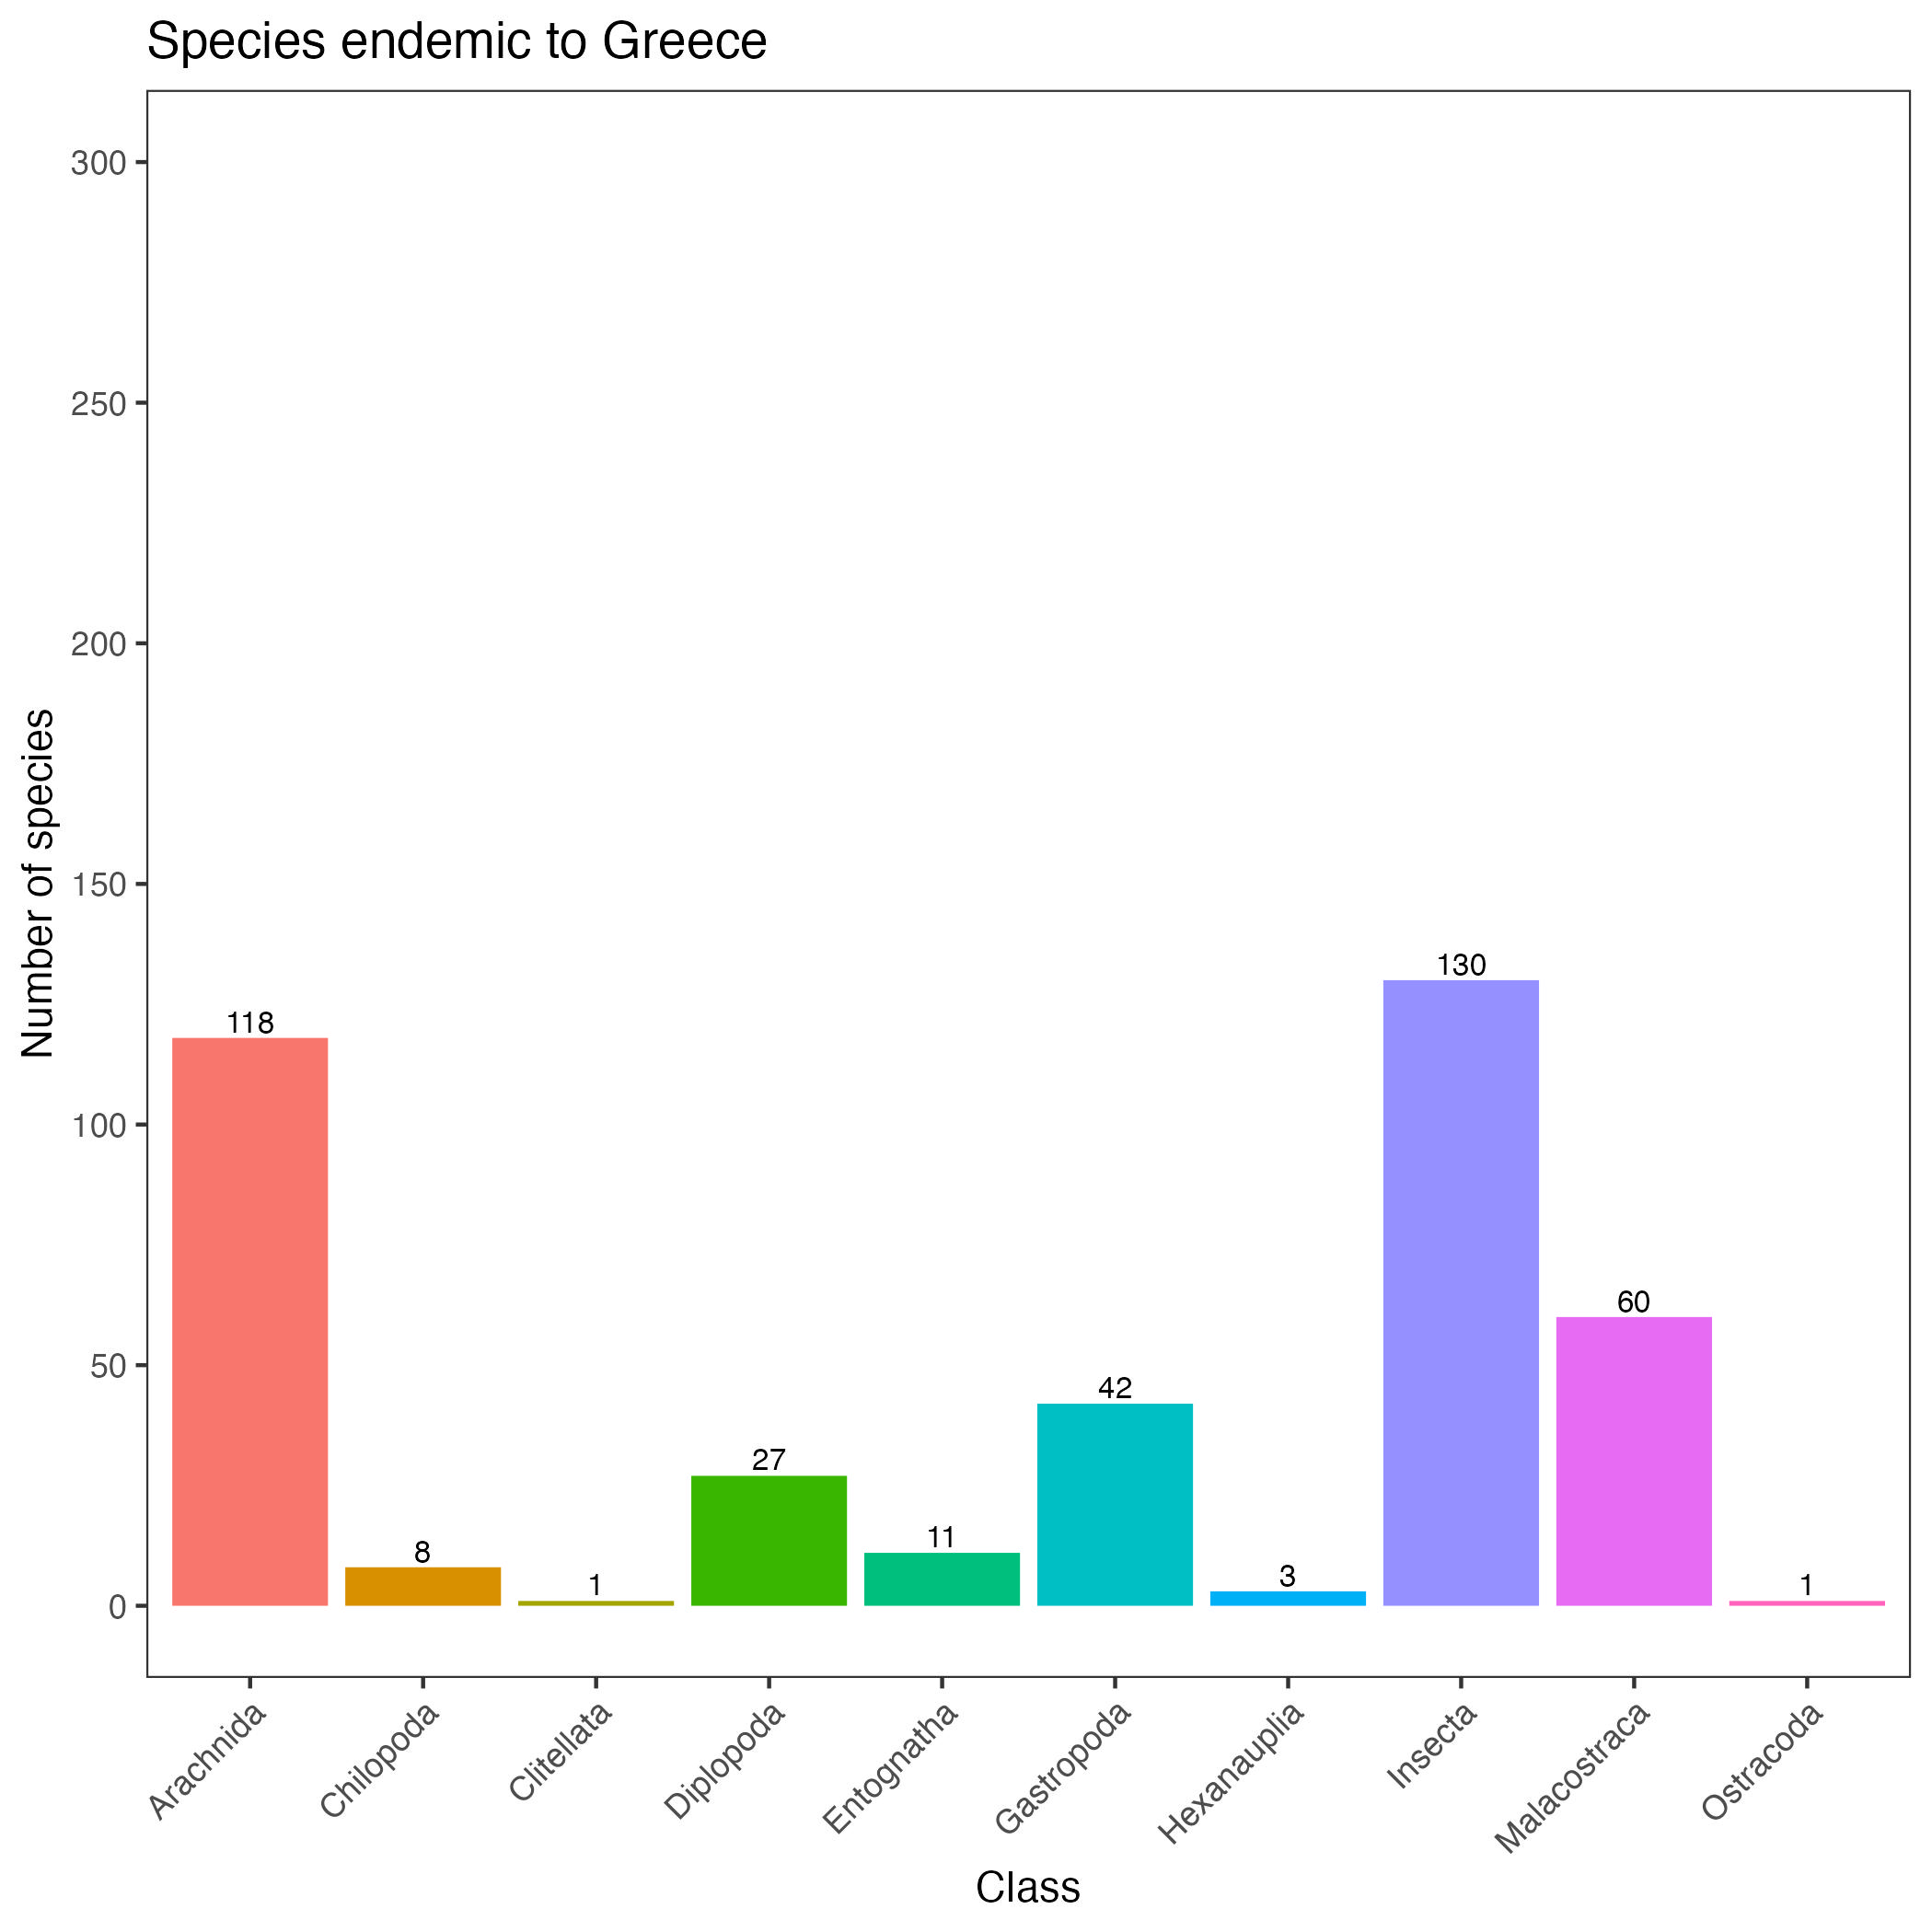 Species endemic to Greece
Number of species
300
250
200
150
100
50
0
118
8
1
27
11
42
3
130
60
1
Arachnida
Chilopoda
Clitellata
Diplopoda
Entognatha
Gastropoda
Hexanauplia
Insecta
Malacostraca
Ostracoda
Class